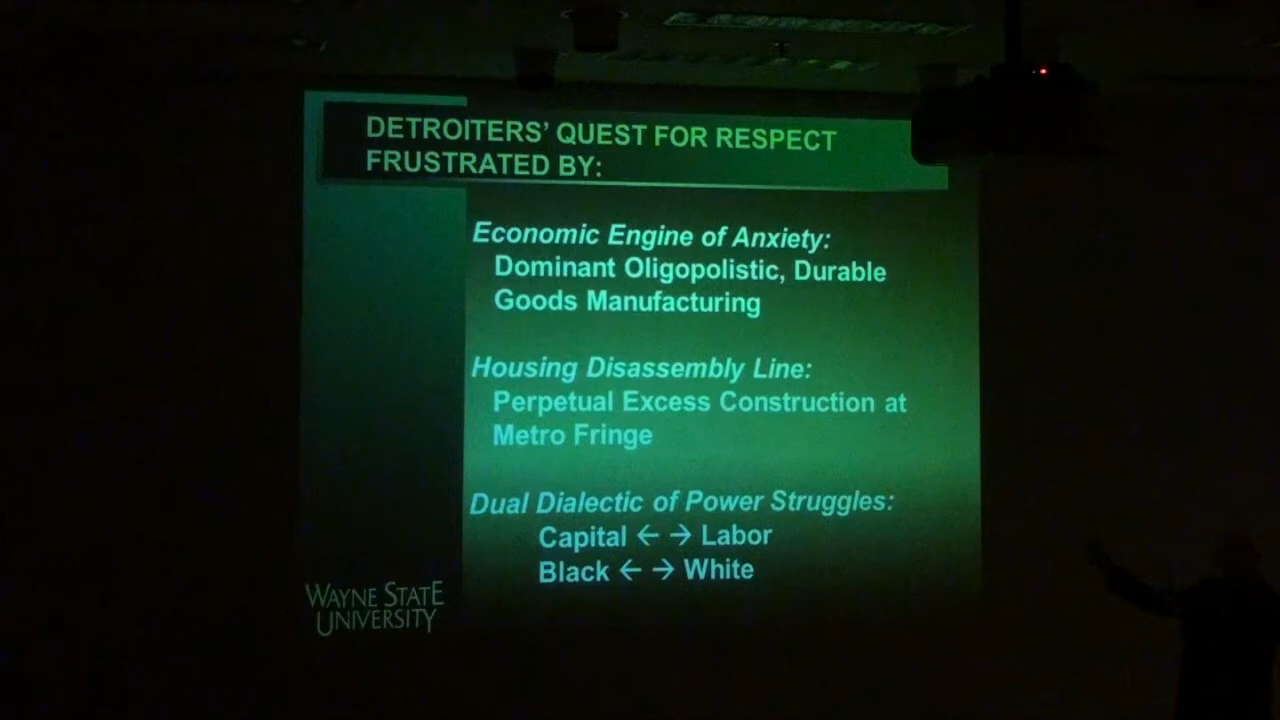 DETROITERS’ QUEST FOR RESPECT
FRUSTRATED BY:
Economic Engine of Anxiety:
Dominant Oligopolistic, Durable
Goods Manufacturing
Housing Disassembly Line:
Perpetual Excess Construction at
Metro Fringe
Dual Dialectic of Power Struggles:
Capital ← → Labor
Black ← → White
WAYNE STATE
UNIVERSITY